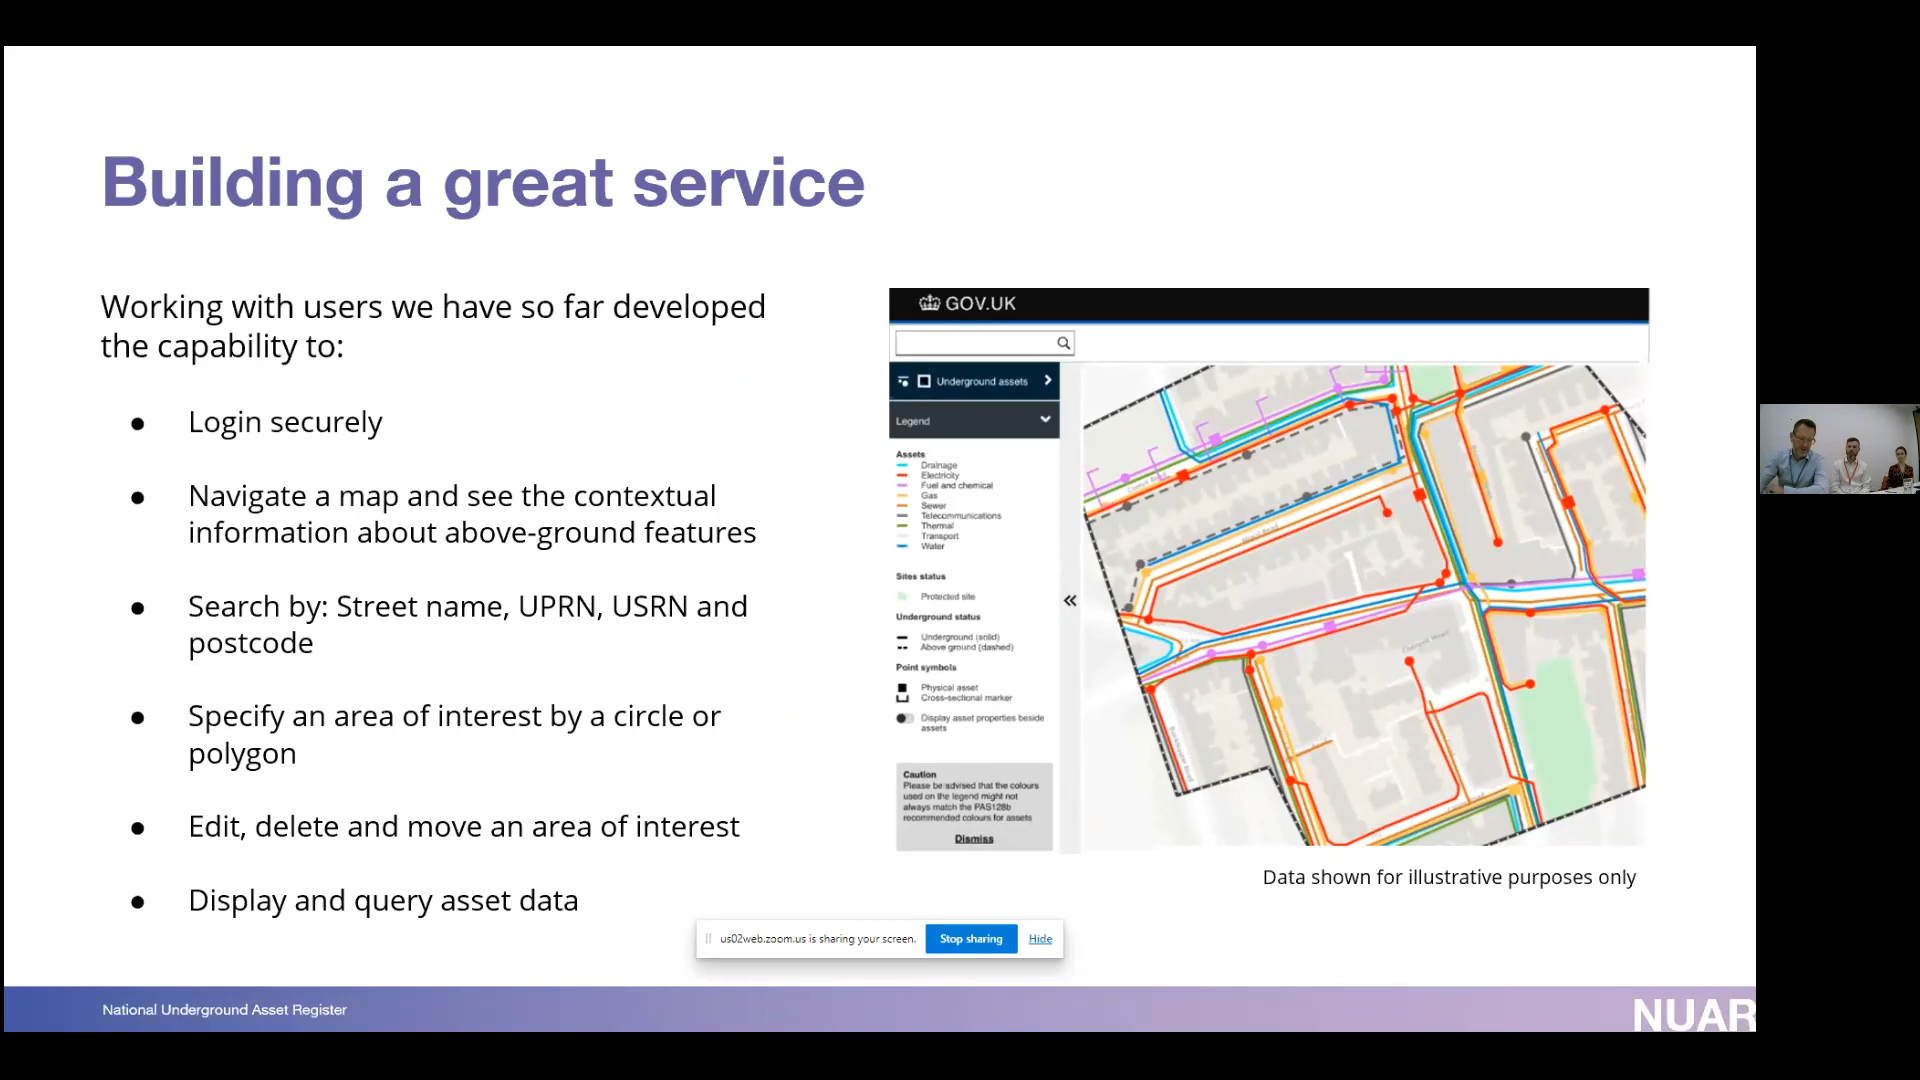 Building a great service
Working with users we have so far developed
the capability to:
● Login securely
● Navigate a map and see the contextual
information about above-ground features
● Search by: Street name, UPRN, USRN and
postcode
● Specify an area of interest by a circle or
polygon
● Edit, delete and move an area of interest
● Display and query asset data
GOV.UK
Underground assets
Legend
Assets
Drainage
Electricity
Fuel and chemical
Gas
Sewer
Telecommunications
Thermal
Transport
Water
Sites status
Protected site
Underground status
Underground (solid)
Above ground (dashed)
Point symbols
Physical asset
Cross-sectional marker
Display asset properties beside
assets
Caution
Please be advised that the colours
used on the legend might not
always match the PAS128b
recommended colours for assets
Dismiss
Data shown for illustrative purposes only
us02web.zoom.us is sharing your screen.
Stop sharing
Hide
National Underground Asset Register
NUAR